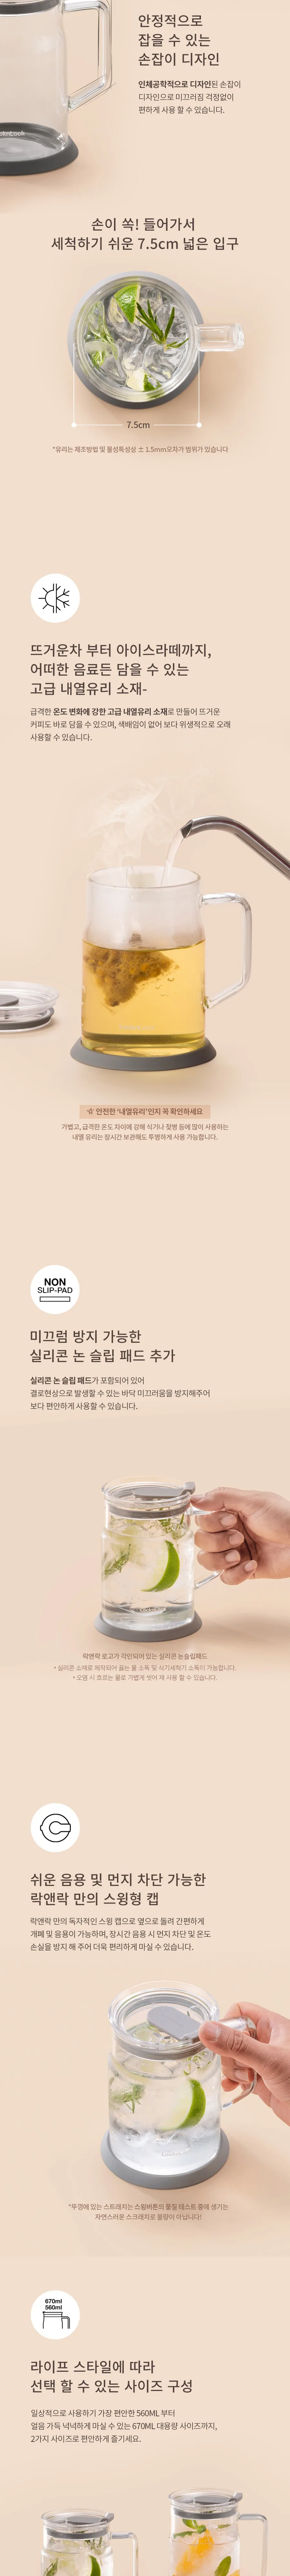 안정적으로
잡을 수 있는
손잡이 디자인
인체공학적으로 디자인된 손잡이
디자인으로 미끄러짐 걱정없이
편하게 사용 할 수 있습니다.
손이 쏙! 들어가서
세척하기 쉬운 7.5cm 넓은 입구
7.5cm
*유리는 제조방법 및 물성특성상 ± 1.5mm오차가 범위가 있습니다
뜨거운차 부터 아이스라떼까지,
어떠한 음료든 담을 수 있는
고급 내열유리 소재-
급격한 온도 변화에 강한 고급 내열유리 소재로 만들어 뜨거운
커피도 바로 담을 수 있으며, 색배임이 없어 보다 위생적으로 오래
사용할 수 있습니다.
☆ 안전한 '내열유리'인지 꼭 확인하세요
가볍고, 급격한 온도 차이에 강해 식기나 젖병 등에 많이 사용하는
내열 유리는 장시간 보관해도 투명하게 사용 가능합니다.
NON
SLIP-PAD
미끄럼 방지 가능한
실리콘 논 슬립 패드 추가
실리콘 논 슬립 패드가 포함되어 있어
결로현상으로 발생할 수 있는 바닥 미끄러움을 방지해주어
보다 편안하게 사용할 수 있습니다.
락앤락 로고가 각인되어 있는 실리콘 논슬립패드
• 실리콘 소재로 제작되어 끓는 물 소독 및 식기세척기 소독이 가능합니다.
• 오염 시 흐르는 물로 가볍게 씻어 재 사용 할 수 있습니다.
쉬운 음용 및 먼지 차단 가능한
락앤락 만의 스윙형 캡
락앤락 만의 독자적인 스윙 캡으로 옆으로 돌려 간편하게
개폐 및 음용이 가능하며, 장시간 음용 시 먼지 차단 및 온도
손실을 방지 해 주어 더욱 편리하게 마실 수 있습니다.
*뚜껑에 있는 스트래치는 스윙버튼의 품질 테스트 중에 생기는
자연스러운 스크래치로 불량이 아닙니다!
670ml
560ml
라이프 스타일에 따라
선택 할 수 있는 사이즈 구성
일상적으로 사용하기 가장 편안한 560ML 부터
얼음 가득 넉넉하게 마실 수 있는 670ML 대용량 사이즈까지,
2가지 사이즈로 편안하게 즐기세요.